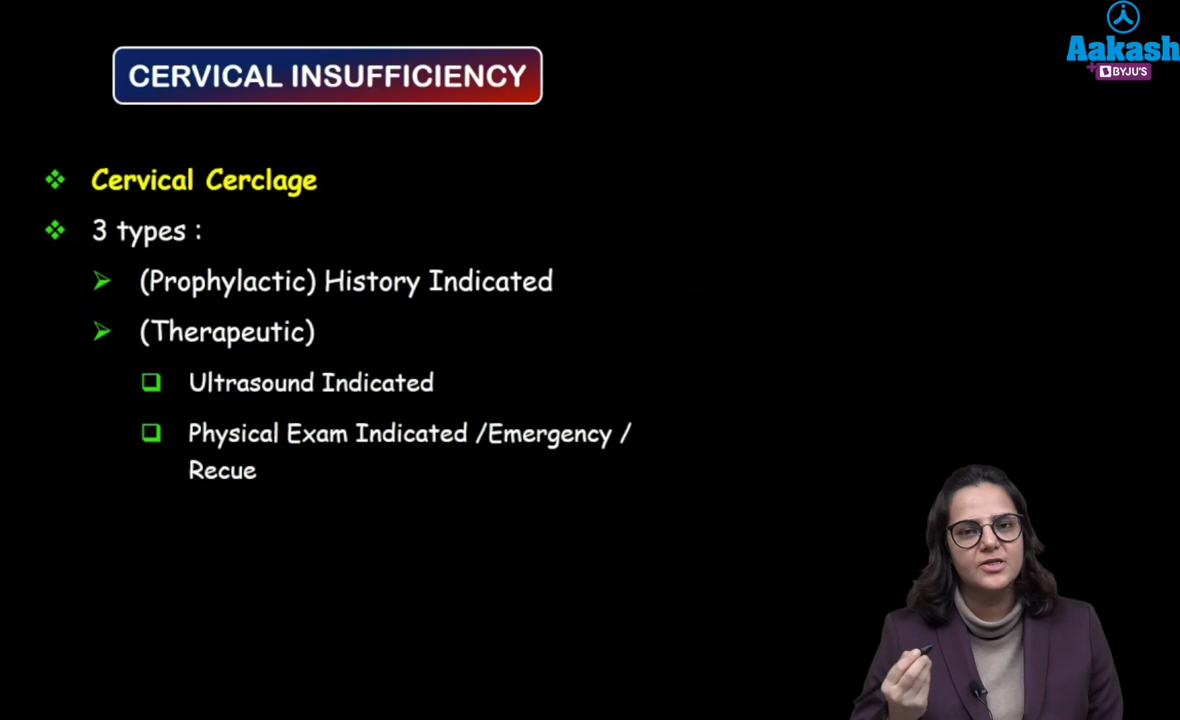 Aakash
BYJU'S
CERVICAL INSUFFICIENCY
Cervical Cerclage
3 types :
(Prophylactic) History Indicated
(Therapeutic)
Ultrasound Indicated
Physical Exam Indicated /Emergency /
Recue